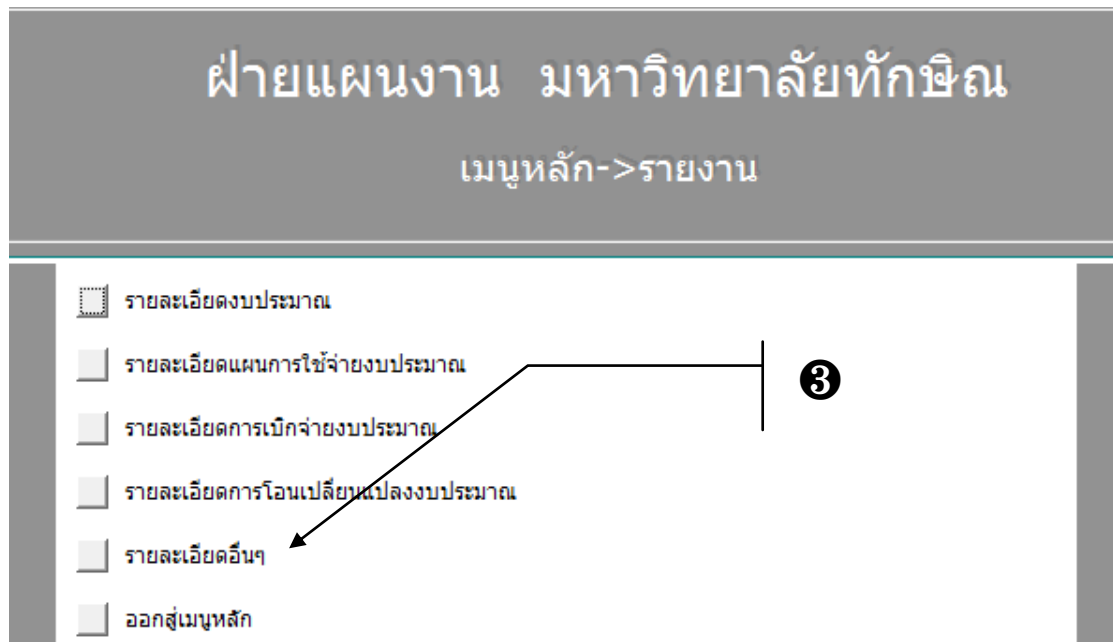 ฝ่ายแผนงาน มหาวิทยาลัยทักษิณ
เมนูหลัก->รายงาน
รายละเอียดงบประมาณ
รายละเอียดแผนการใช้จ่ายงบประมาณ
❸
รายละเอียดการเบิกจ่ายงบประมาณ
รายละเอียดการโอนเปลี่ยนแปลงงบประมาณ
รายละเอียดอื่นๆ
ออกสู่เมนูหลัก